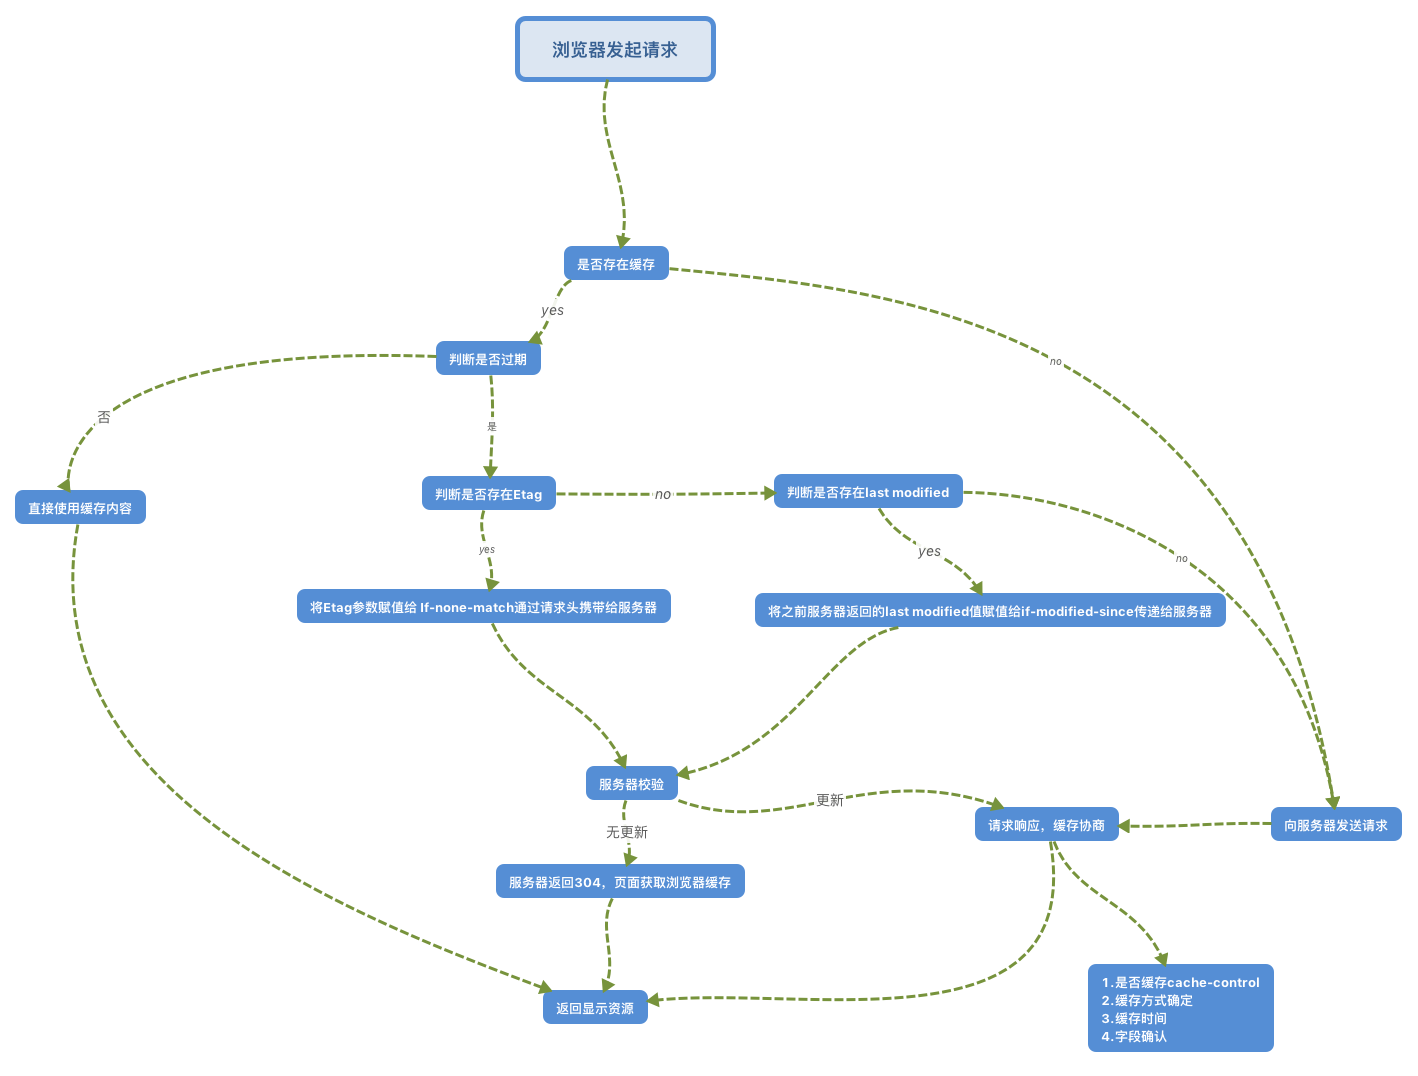 浏览器发起请求
是否存在缓存
yes
判断是否过期
no
否
是
判断是否存在Etag
no
判断是否存在last modified
直接使用缓存内容
yes
yes
no
将Etag参数赋值给 If-none-match通过请求头携带给服务器
将之前服务器返回的last modified值赋值给if-modified-since传递给服务器
服务器校验
更新
无更新
请求响应，缓存协商
向服务器发送请求
服务器返回304，页面获取浏览器缓存
返回显示资源
1.是否缓存cache-control
2.缓存方式确定
3.缓存时间
4.字段确认